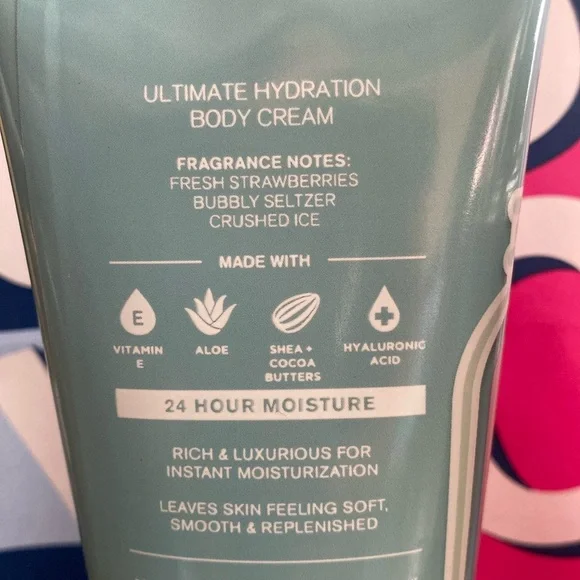 ULTIMATE HYDRATION
BODY CREAM
FRAGRANCE NOTES:
FRESH STRAWBERRIES
BUBBLY SELTZER
CRUSHED ICE
MADE WITH
E
VITAMIN
E
ALOE
SHEA +
COCOA
BUTTERS
HYALURONIC
ACID
24 HOUR MOISTURE
RICH & LUXURIOUS FOR
INSTANT MOISTURIZATION
LEAVES SKIN FEELING SOFT,
SMOOTH & REPLENISHED